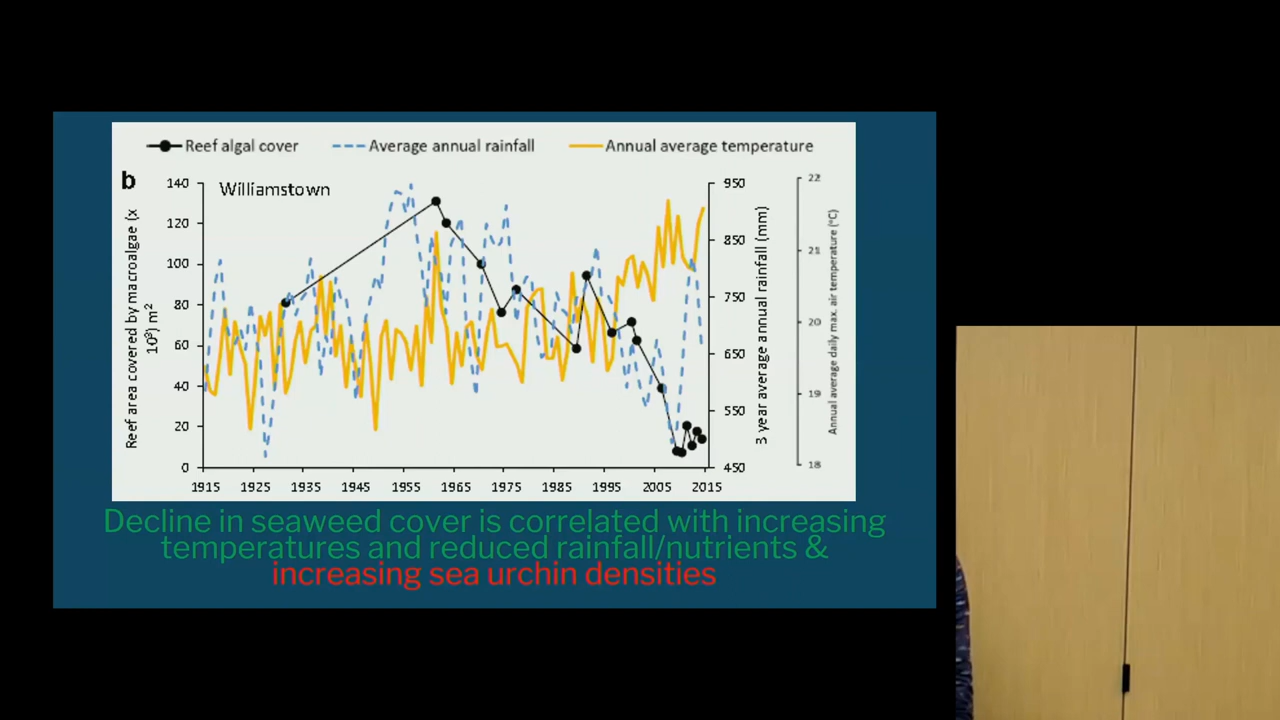 Reef algal cover Average annual rainfall Annual average temperature
b
Williamstown
140
120
100
80
60
40
20
0
Reef area covered by macroalgae (x
10³) m²
950
850
750
650
550
450
3 year average annual rainfall (mm)
22
21
20
19
18
Annual average daily max. air temperature (°C)
1915 1925 1935 1945 1955 1965 1975 1985 1995 2005 2015
Decline in seaweed cover is correlated with increasing
temperatures and reduced rainfall/nutrients &
increasing sea urchin densities